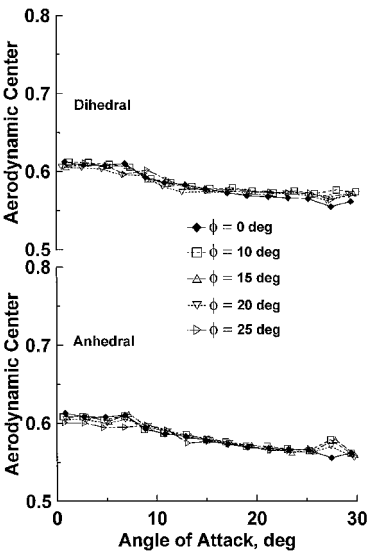 0.8
0.7
0.6
0.5
Aerodynamic Center
Dihedral
ϕ = 0 deg
ϕ = 10 deg
ϕ = 15 deg
ϕ = 20 deg
ϕ = 25 deg
0.8
0.7
0.6
0.5
Aerodynamic Center
Anhedral
0 10 20 30
Angle of Attack, deg